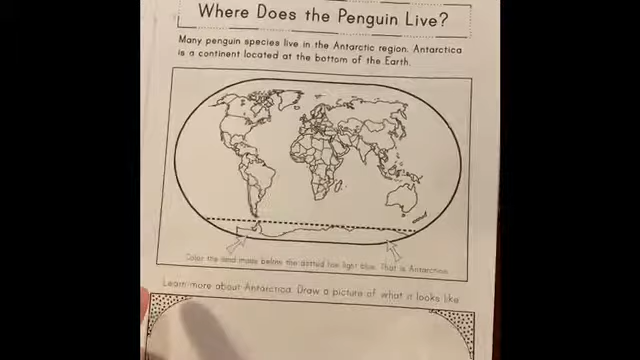 Where Does the Penguin Live?
Many penguin species live in the Antarctic region. Antarctica
is a continent located at the bottom of the Earth.
Color the land mass below the dotted line light blue. That is Antarctica.
Learn more about Antarctica. Draw a picture of what it looks like